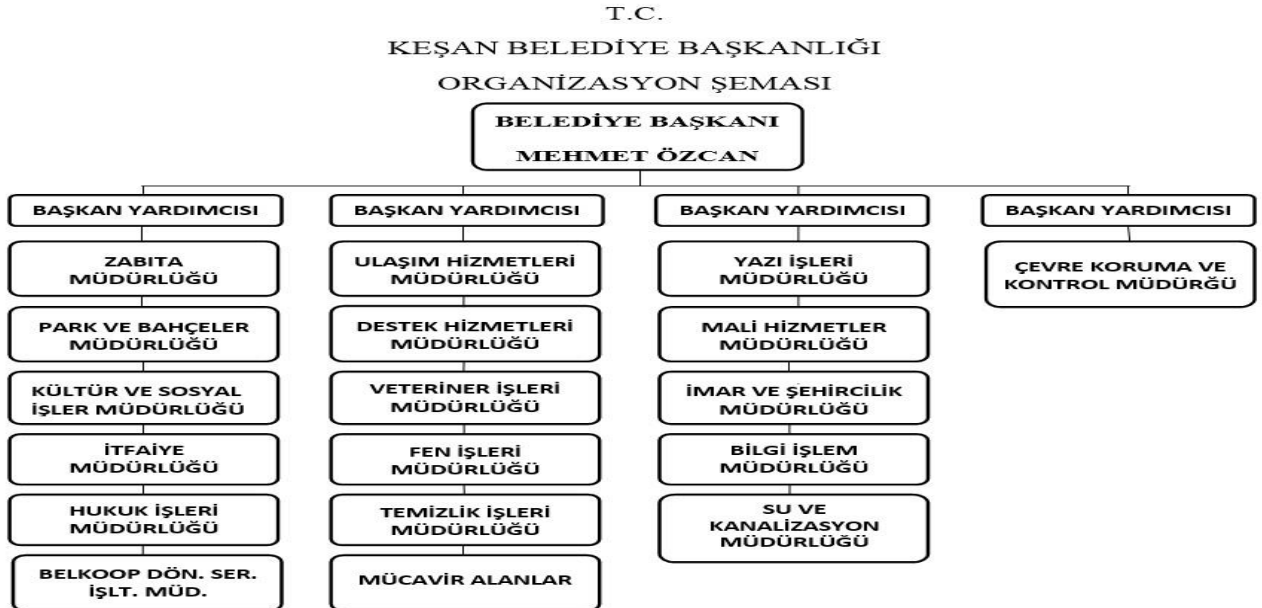 T.C.
KEŞAN BELEDİYE BAŞKANLIĞI
ORGANİZASYON ŞEMASI
BELEDİYE BAŞKANI
MEHMET ÖZCAN
BAŞKAN YARDIMCISI
ZABITA
MÜDÜRLÜĞÜ
PARK VE BAHÇELER
MÜDÜRLÜĞÜ
KÜLTÜR VE SOSYAL
İŞLER MÜDÜRLÜĞÜ
İTFAİYE
MÜDÜRLÜĞÜ
HUKUK İŞLERİ
MÜDÜRLÜĞÜ
BELKOOP DÖN. SER.
İŞLT. MÜD.
BAŞKAN YARDIMCISI
ULAŞIM HİZMETLERİ
MÜDÜRLÜĞÜ
DESTEK HİZMETLERİ
MÜDÜRLÜĞÜ
VETERİNER İŞLERİ
MÜDÜRLÜĞÜ
FEN İŞLERİ
MÜDÜRLÜĞÜ
TEMİZLİK İŞLERİ
MÜDÜRLÜĞÜ
MÜCAVİR ALANLAR
BAŞKAN YARDIMCISI
YAZI İŞLERİ
MÜDÜRLÜĞÜ
MALİ HİZMETLER
MÜDÜRLÜĞÜ
İMAR VE ŞEHİRCİLİK
MÜDÜRLÜĞÜ
BİLGİ İŞLEM
MÜDÜRLÜĞÜ
SU VE
KANALİZASYON
MÜDÜRLÜĞÜ
BAŞKAN YARDIMCISI
ÇEVRE KORUMA VE
KONTROL MÜDÜRĞÜ